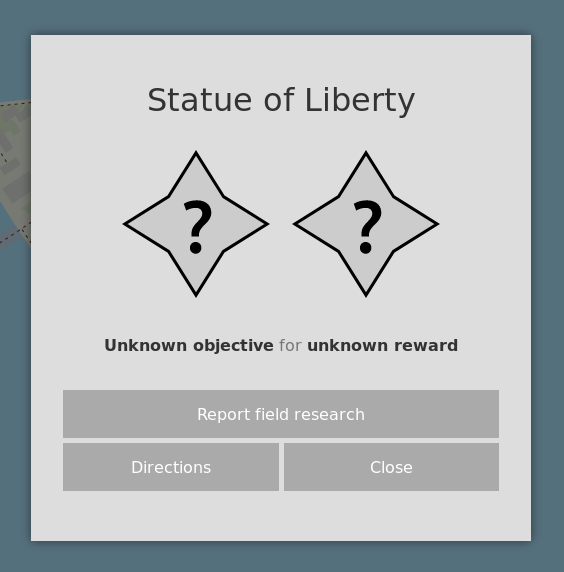 Statue of Liberty
? ?
Unknown objective for unknown reward
Report field research
Directions Close